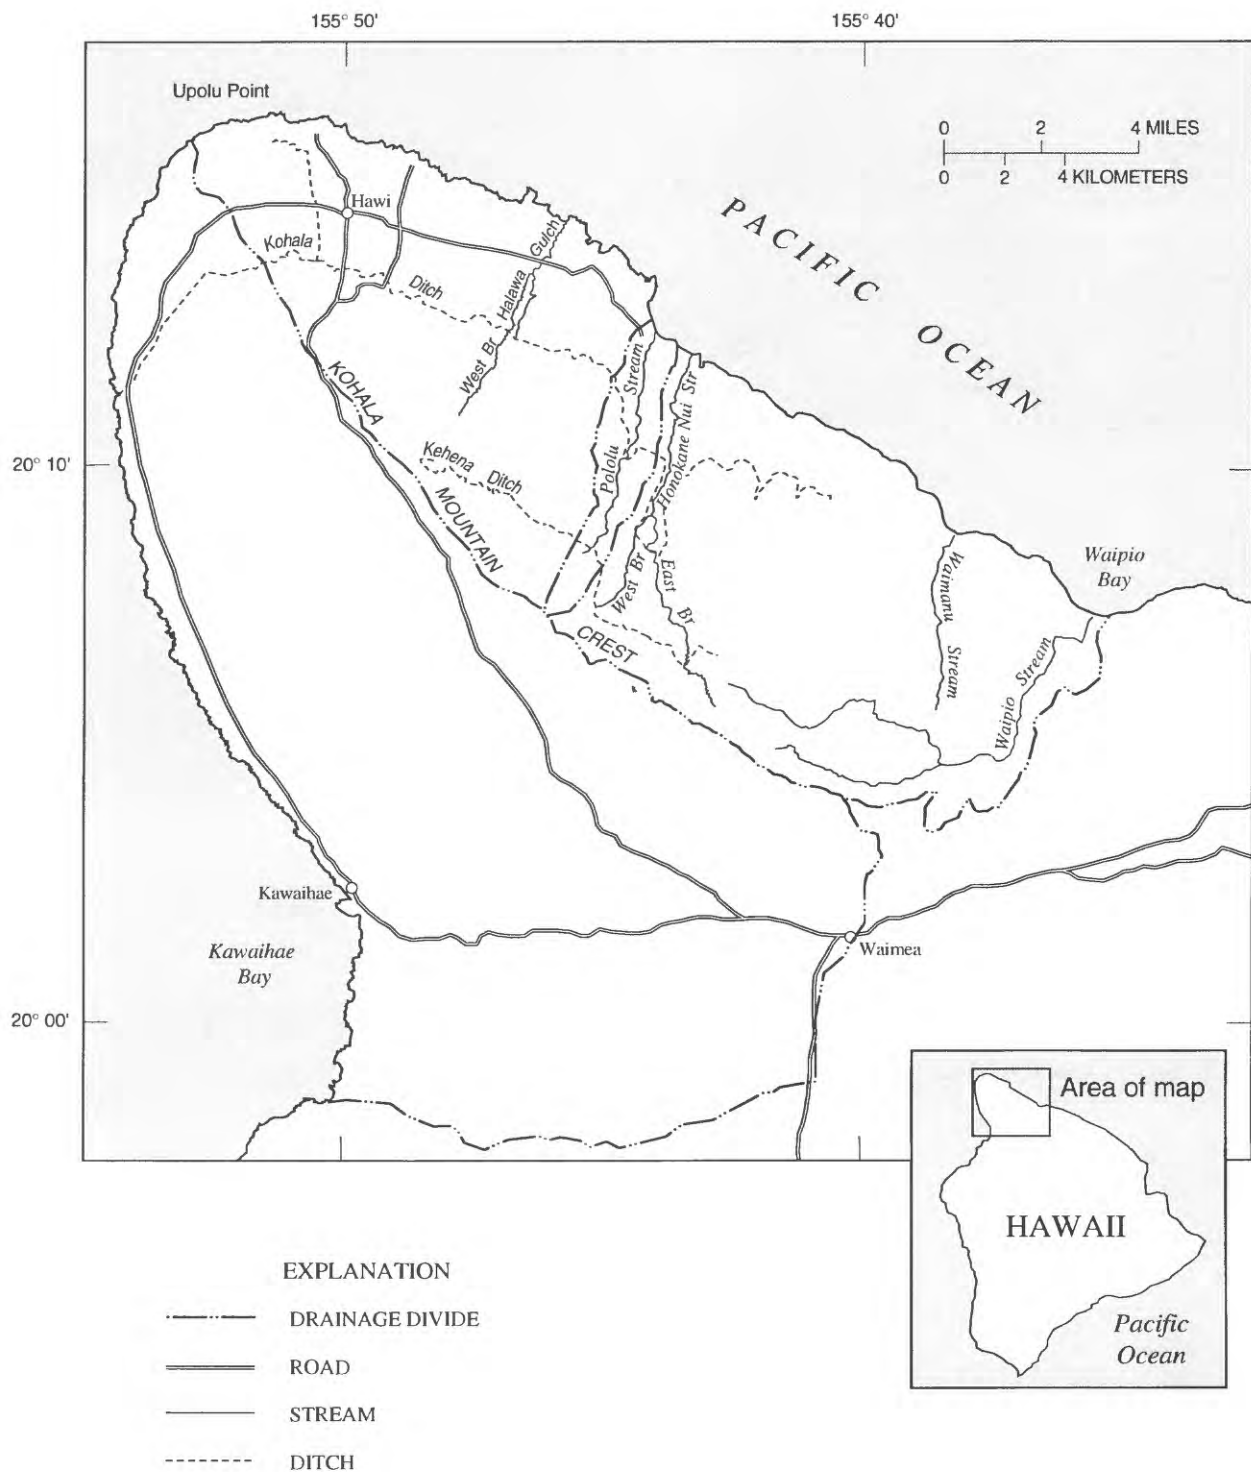 155° 50'
155° 40'
Upolu Point
0 2 4 MILES
0 2 4 KILOMETERS
PACIFIC OCEAN
Hawi
Kohala
Ditch
West Br Halawa Gulch
KOHALA
MOUNTAIN
CREST
Kehena Ditch
Pololu Stream
Honokane Nui Str
West Br
East Br
20° 10'
Waimanu Stream
Waipio Stream
Waipio
Bay
Kawaihae
Kawaihae
Bay
Waimea
20° 00'
Area of map
HAWAII
Pacific
Ocean
EXPLANATION
DRAINAGE DIVIDE
ROAD
STREAM
DITCH